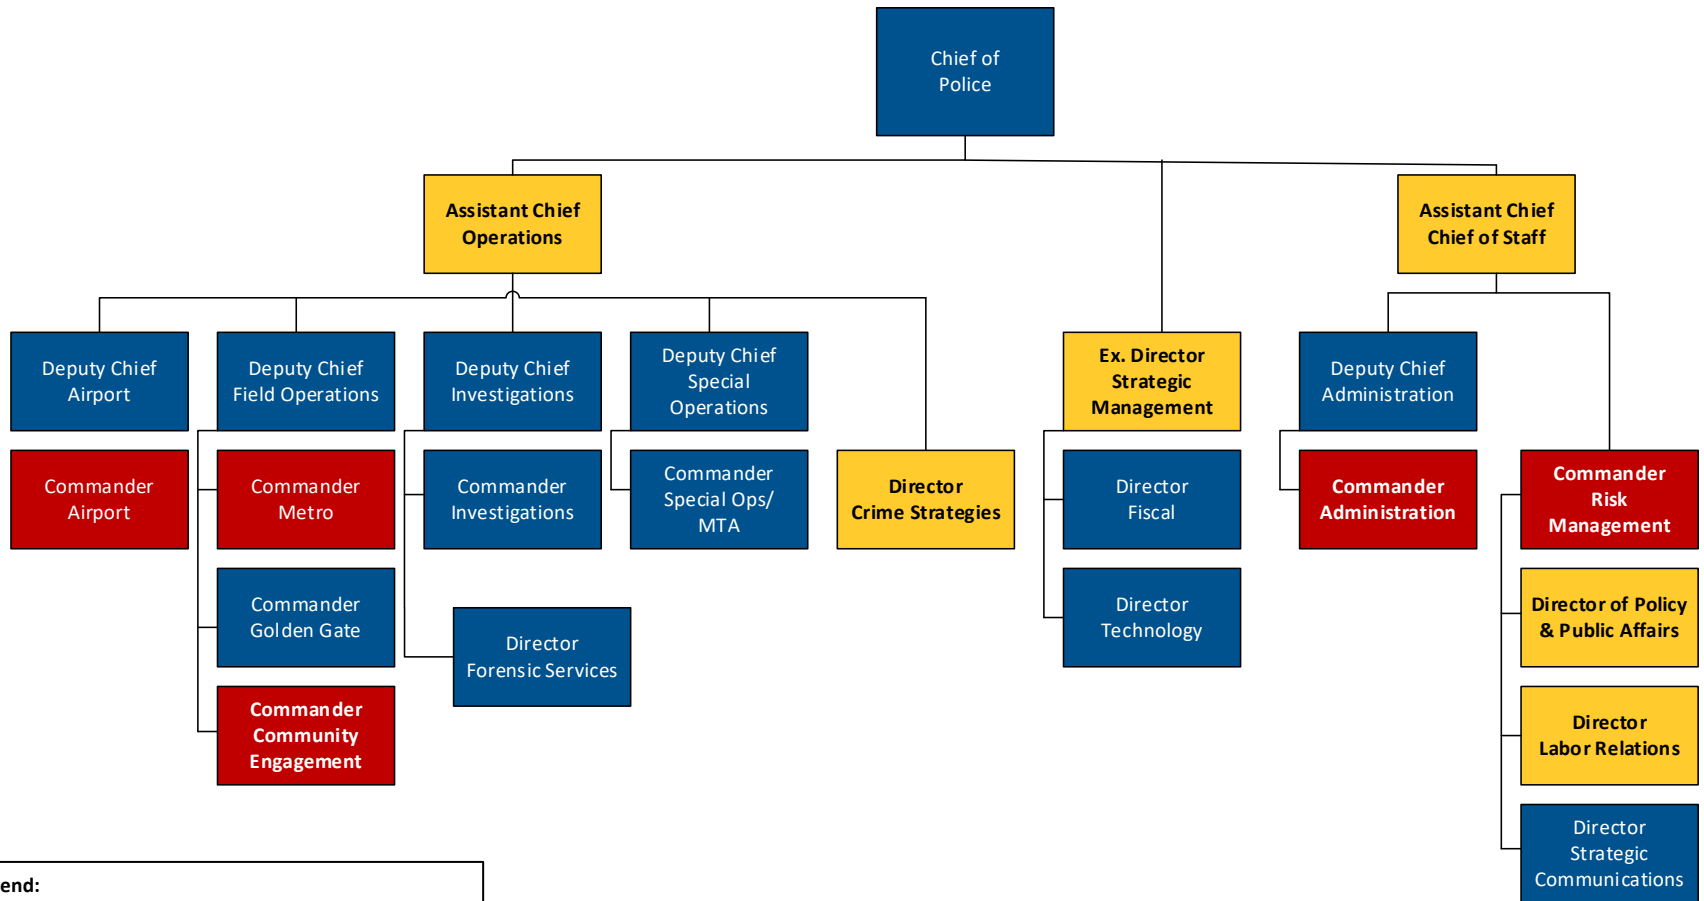 Chief of
Police
Assistant Chief
Operations
Assistant Chief
Chief of Staff
Deputy Chief
Airport
Deputy Chief
Field Operations
Deputy Chief
Investigations
Deputy Chief
Special
Operations
Ex. Director
Strategic
Management
Deputy Chief
Administration
Commander
Airport
Commander
Metro
Commander
Investigations
Commander
Special Ops/
MTA
Director
Crime Strategies
Director
Fiscal
Commander
Administration
Commander
Risk
Management
Commander
Golden Gate
Director
Forensic Services
Director
Technology
Director of Policy
& Public Affairs
Commander
Community
Engagement
Director
Labor Relations
Director
Strategic
Communications
end: